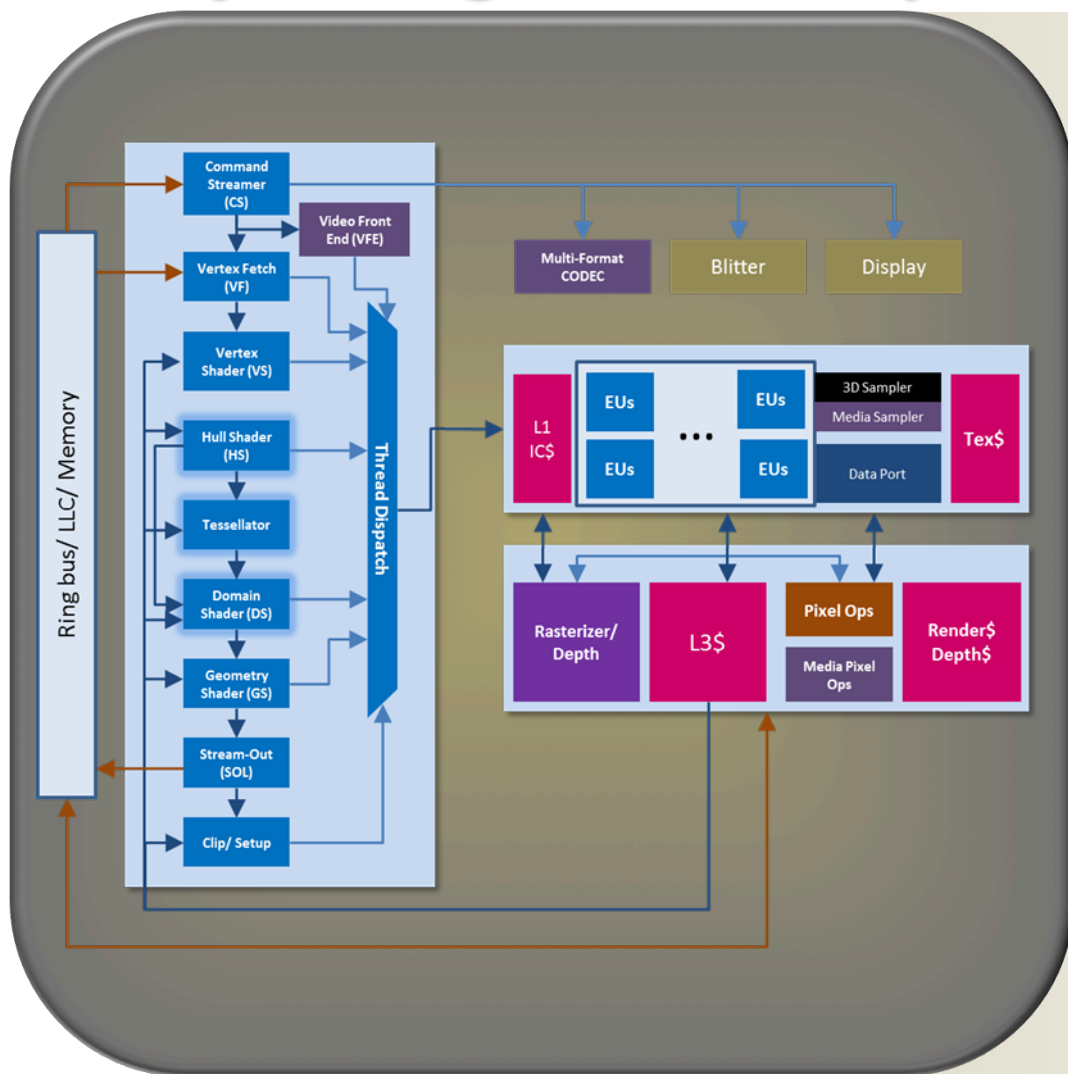 Command
Streamer
(CS)
Video Front
End (VFE)
Vertex Fetch
(VF)
Vertex
Shader (VS)
Hull Shader
(HS)
Tessellator
Domain
Shader (DS)
Geometry
Shader (GS)
Stream-Out
(SOL)
Clip/ Setup
Ring bus/ LLC/ Memory
Thread Dispatch
Multi-Format
CODEC
Blitter
Display
L1
IC$
EUs
EUs
...
EUs
EUs
3D Sampler
Media Sampler
Data Port
Tex$
Rasterizer/
Depth
L3$
Pixel Ops
Media Pixel
Ops
Render$
Depth$